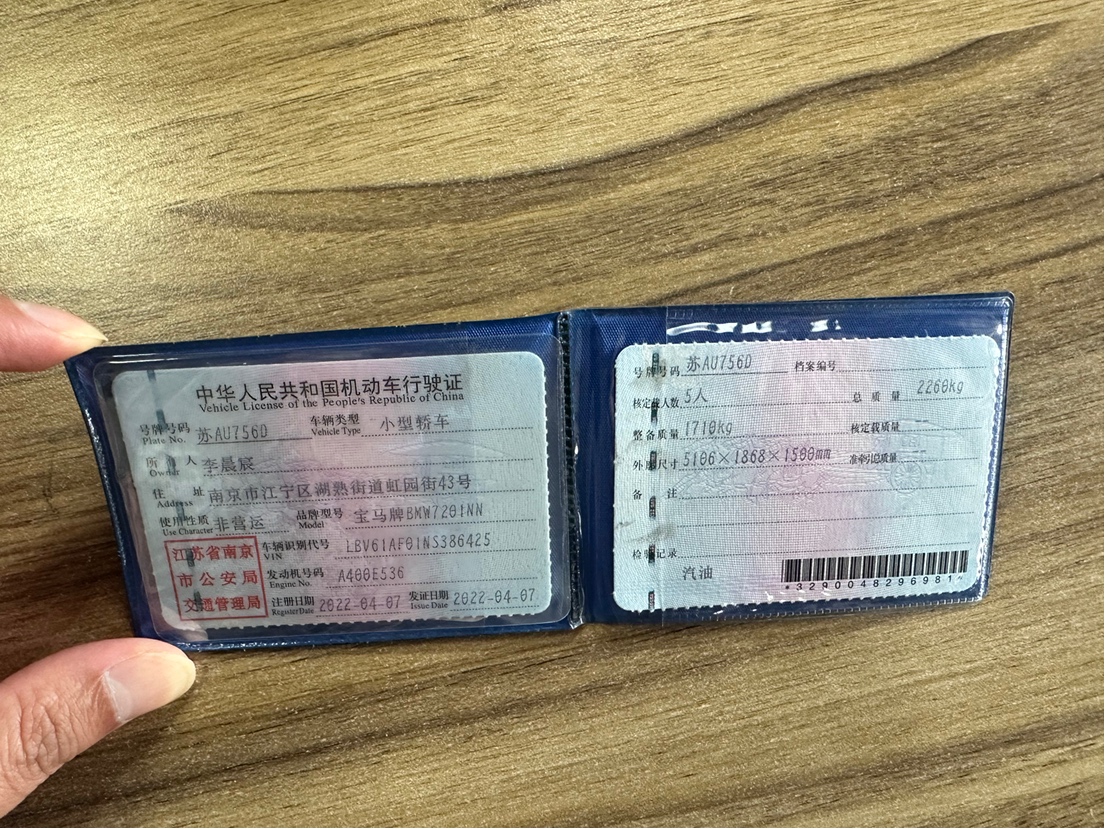 中华人民共和国机动车行驶证
Vehicle License of the People's Republic of China
号牌号码 苏AU756D 车辆类型 小型轿车
Plate No. Vehicle Type
所有人 李晨宸
Owner
住址 南京市江宁区湖熟街道虹园街43号
Address
使用性质 非营运 品牌型号 宝马牌BMW7201NN
Use Character Model
江苏省南京市公安局交通管理局
车辆识别代号 LBV61AF01NS386425
VIN
发动机号码 A400E536
Engine No.
注册日期 2022-04-07 发证日期 2022-04-07
Register Date Issue Date
号牌号码 苏AU756D 档案编号
核定载人数 5人 总质量 2260kg
整备质量 1710kg 核定载质量 --
外廓尺寸 5106×1868×1500mm 准牵引总质量 --
备注
检验记录
汽油
*3290048296981*